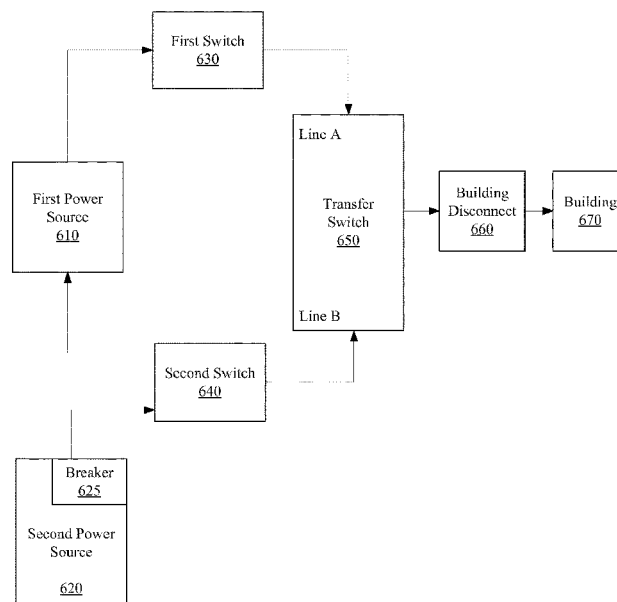 First Switch
630
Line A
First Power
Source
610
Transfer
Switch
650
Building
Disconnect
660
Building
670
Line B
Second Switch
640
Breaker
625
Second Power
Source
620